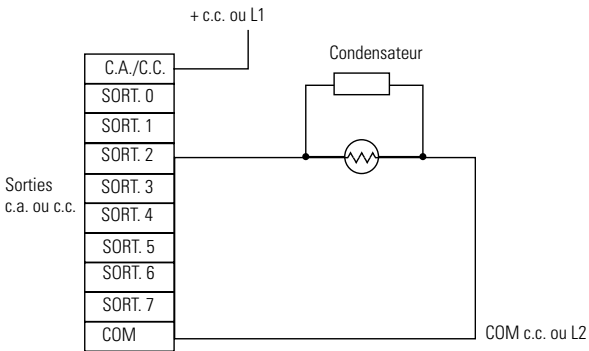 + c.c. ou L1
Condensateur
C.A./C.C.
SORT. 0
SORT. 1
SORT. 2
SORT. 3
SORT. 4
SORT. 5
SORT. 6
SORT. 7
COM
Sorties
c.a. ou c.c.
COM c.c. ou L2